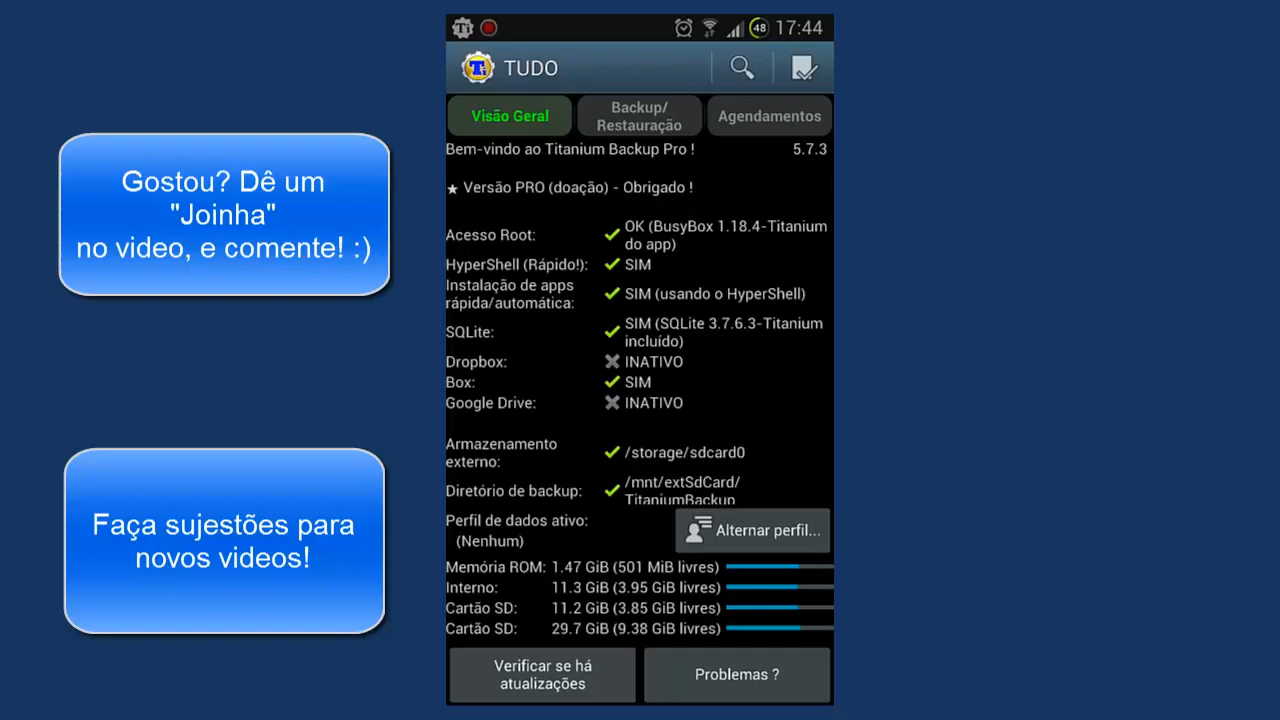 48 17:44
TUDO
Visão Geral
Backup/
Restauração
Agendamentos
Bem-vindo ao Titanium Backup Pro ! 5.7.3
★ Versão PRO (doação) - Obrigado !
Acesso Root: OK (BusyBox 1.18.4-Titanium
do app)
HyperShell (Rápido!): SIM
Instalação de apps
rápida/automática: SIM (usando o HyperShell)
SQLite: SIM (SQLite 3.7.6.3-Titanium
incluído)
Dropbox: INATIVO
Box: SIM
Google Drive: INATIVO
Armazenamento
externo: /storage/sdcard0
Diretório de backup: /mnt/extSdCard/
TitaniumBackup
Perfil de dados ativo:
(Nenhum)
Alternar perfil...
Memória ROM: 1.47 GiB (501 MiB livres)
Interno: 11.3 GiB (3.95 GiB livres)
Cartão SD: 11.2 GiB (3.85 GiB livres)
Cartão SD: 29.7 GiB (9.38 GiB livres)
Verificar se há
atualizações
Problemas ?
Gostou? Dê um
"Joinha"
no video, e comente! :)
Faça sujestões para
novos videos!